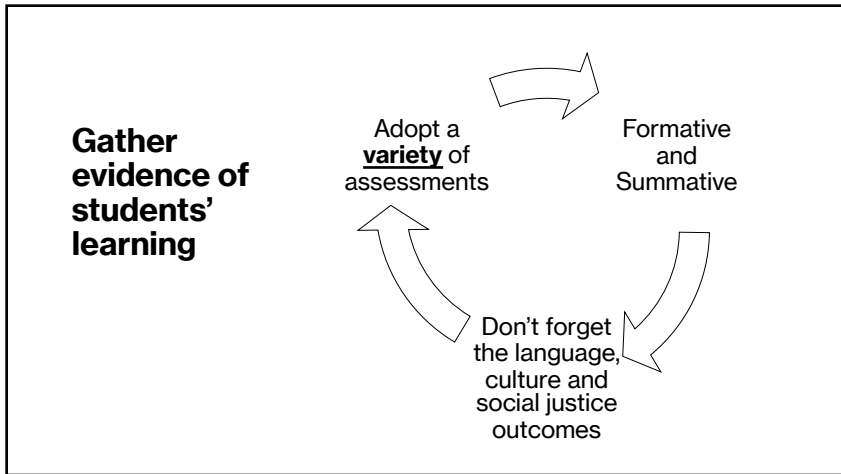 Gather
evidence of
students’
learning
Adopt a
variety of
assessments
Formative
and
Summative
Don’t forget
the language,
culture and
social justice
outcomes